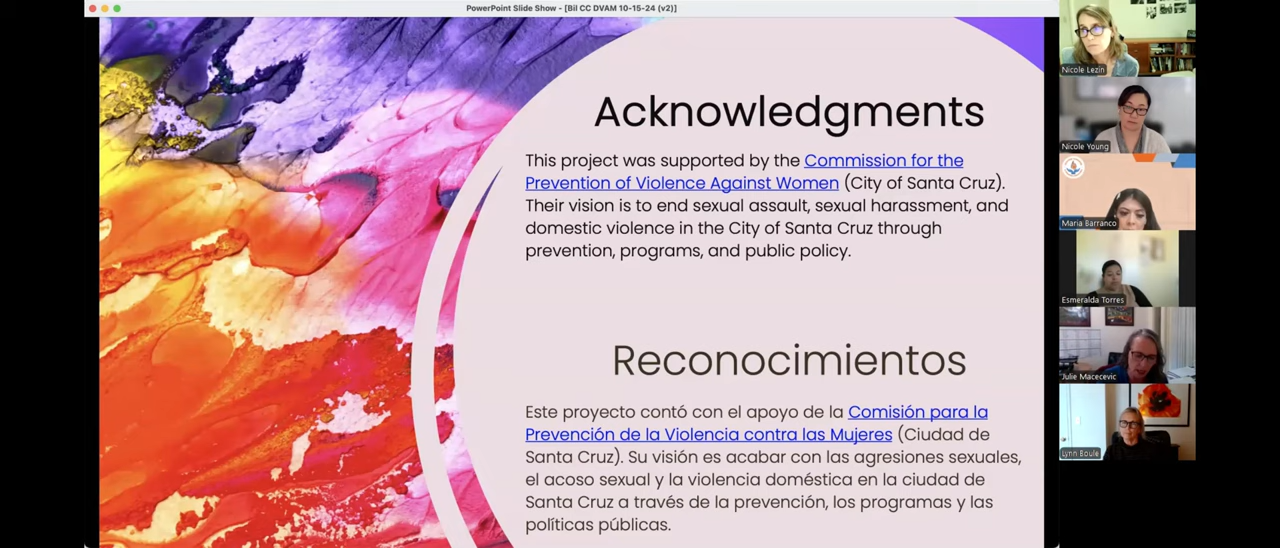 PowerPoint Slide Show - [Bil CC DVAM 10-15-24 (v2)]
Acknowledgments
This project was supported by the Commission for the
Prevention of Violence Against Women (City of Santa Cruz).
Their vision is to end sexual assault, sexual harassment, and
domestic violence in the City of Santa Cruz through
prevention, programs, and public policy.
Reconocimientos
Este proyecto contó con el apoyo de la Comisión para la
Prevención de la Violencia contra las Mujeres (Ciudad de
Santa Cruz). Su visión es acabar con las agresiones sexuales,
el acoso sexual y la violencia doméstica en la ciudad de
Santa Cruz a través de la prevención, los programas y las
políticas públicas.
Nicole Lezin
Nicole Young
Maria Barranco
Esmeralda Torres
Julie Macecevic
Lynn Boule